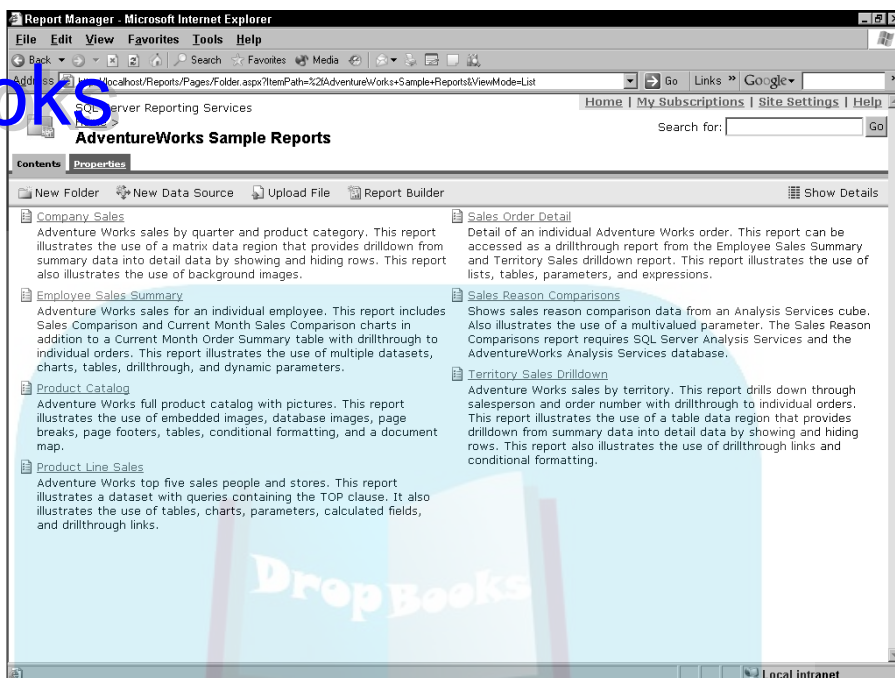 Report Manager - Microsoft Internet Explorer
File Edit View Favorites Tools Help
Back Search Favorites Media
Address localhost/Reports/Pages/Folder.aspx?ItemPath=%2fAdventureWorks+Sample+Reports&ViewMode=List Go Links » Google
oks
SQL Server Reporting Services
Home | My Subscriptions | Site Settings | Help
Home >
AdventureWorks Sample Reports
Search for: Go
Contents Properties
New Folder New Data Source Upload File Report Builder Show Details
Company Sales
Adventure Works sales by quarter and product category. This report
illustrates the use of a matrix data region that provides drilldown from
summary data into detail data by showing and hiding rows. This report
also illustrates the use of background images.
Employee Sales Summary
Adventure Works sales for an individual employee. This report includes
Sales Comparison and Current Month Sales Comparison charts in
addition to a Current Month Order Summary table with drillthrough to
individual orders. This report illustrates the use of multiple datasets,
charts, tables, drillthrough, and dynamic parameters.
Product Catalog
Adventure Works full product catalog with pictures. This report
illustrates the use of embedded images, database images, page
breaks, page footers, tables, conditional formatting, and a document
map.
Product Line Sales
Adventure Works top five sales people and stores. This report
illustrates a dataset with queries containing the TOP clause. It also
illustrates the use of tables, charts, parameters, calculated fields,
and drillthrough links.
Sales Order Detail
Detail of an individual Adventure Works order. This report can be
accessed as a drillthrough report from the Employee Sales Summary
and Territory Sales drilldown report. This report illustrates the use of
lists, tables, parameters, and expressions.
Sales Reason Comparisons
Shows sales reason comparison data from an Analysis Services cube.
Also illustrates the use of a multivalued parameter. The Sales Reason
Comparisons report requires SQL Server Analysis Services and the
AdventureWorks Analysis Services database.
Territory Sales Drilldown
Adventure Works sales by territory. This report drills down through
salesperson and order number with drillthrough to individual orders.
This report illustrates the use of a table data region that provides
drilldown from summary data into detail data by showing and hiding
rows. This report also illustrates the use of drillthrough links and
conditional formatting.
DropBooks
Local intranet